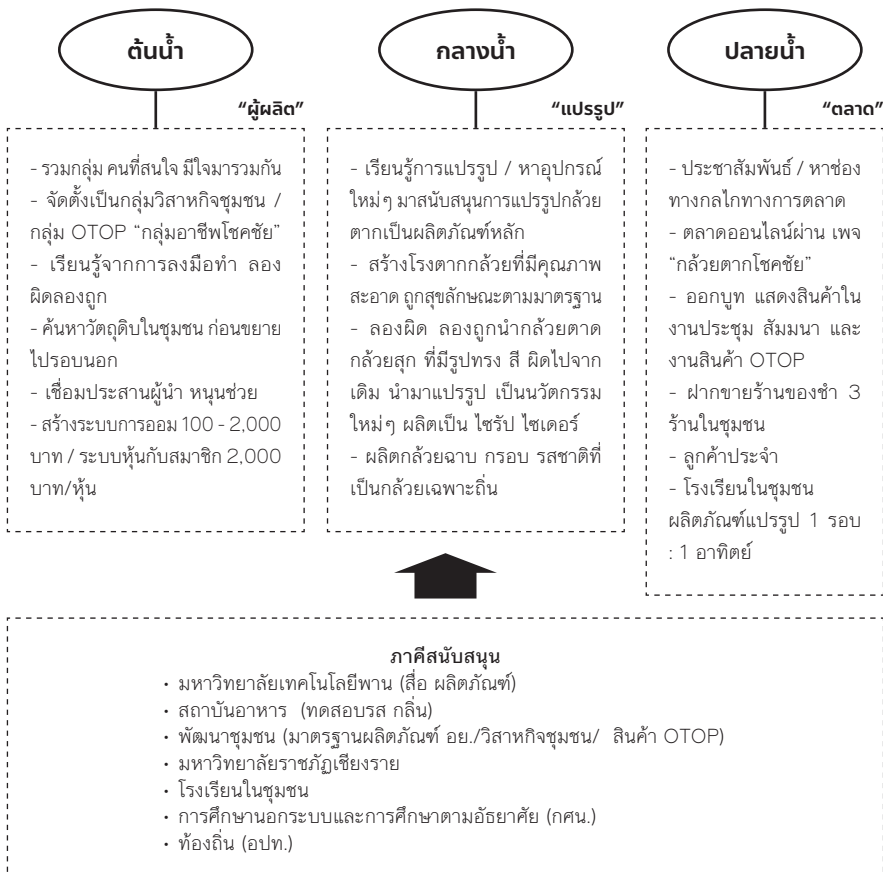 ต้นน้ำ
"ผู้ผลิต"
- รวมกลุ่ม คนที่สนใจ มีใจมารวมกัน
- จัดตั้งเป็นกลุ่มวิสาหกิจชุมชน /
กลุ่ม OTOP "กลุ่มอาชีพโชคชัย"
- เรียนรู้จากการลงมือทำ ลอง
ผิดลองถูก
- ค้นหาวัตถุดิบในชุมชน ก่อนขยาย
ไปรอบนอก
- เชื่อมประสานผู้นำ หนุนช่วย
- สร้างระบบการออม 100 - 2,000
บาท / ระบบหุ้นกับสมาชิก 2,000
บาท/หุ้น
กลางน้ำ
"แปรรูป"
- เรียนรู้การแปรรูป / หาอุปกรณ์
ใหม่ๆ มาสนับสนุนการแปรรูปกล้วย
ตากเป็นผลิตภัณฑ์หลัก
- สร้างโรงตากกล้วยที่มีคุณภาพ
สะอาด ถูกสุขลักษณะตามมาตรฐาน
- ลองผิด ลองถูกนำกล้วยตาด
กล้วยสุก ที่มีรูปทรง สี ผิดไปจาก
เดิม นำมาแปรรูป เป็นนวัตกรรม
ใหม่ๆ ผลิตเป็น ไซรัป ไซเดอร์
- ผลิตกล้วยฉาบ กรอบ รสชาติที่
เป็นกล้วยเฉพาะถิ่น
ปลายน้ำ
"ตลาด"
- ประชาสัมพันธ์ / หาช่อง
ทางกลไกทางการตลาด
- ตลาดออนไลน์ผ่าน เพจ
"กล้วยตากโชคชัย"
- ออกบูท แสดงสินค้าใน
งานประชุม สัมมนา และ
งานสินค้า OTOP
- ฝากขายร้านของชำ 3
ร้านในชุมชน
- ลูกค้าประจำ
- โรงเรียนในชุมชน
ผลิตภัณฑ์แปรรูป 1 รอบ
: 1 อาทิตย์
ภาคีสนับสนุน
• มหาวิทยาลัยเทคโนโลยีพาน (สื่อ ผลิตภัณฑ์)
• สถาบันอาหาร (ทดสอบรส กลิ่น)
• พัฒนาชุมชน (มาตรฐานผลิตภัณฑ์ อย./วิสาหกิจชุมชน/ สินค้า OTOP)
• มหาวิทยาลัยราชภัฏเชียงราย
• โรงเรียนในชุมชน
• การศึกษานอกระบบและการศึกษาตามอัธยาศัย (กศน.)
• ท้องถิ่น (อปท.)